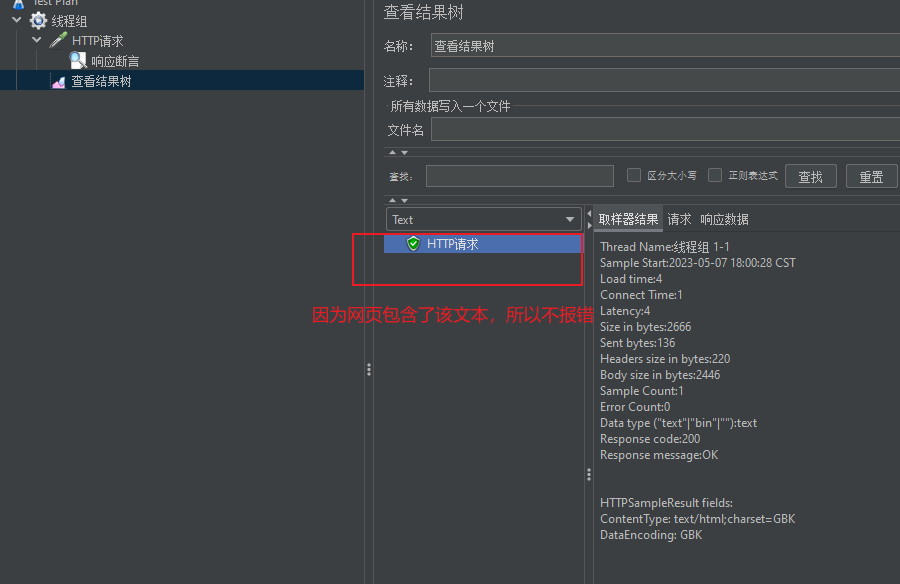 Test Plan
线程组
HTTP请求
响应断言
查看结果树
查看结果树
名称：
查看结果树
注释：
所有数据写入一个文件
文件名
查找：
区分大小写
正则表达式
查找
重置
Text
取样器结果
请求
响应数据
HTTP请求
因为网页包含了该文本，所以不报错
Thread Name:线程组 1-1
Sample Start:2023-05-07 18:00:28 CST
Load time:4
Connect Time:1
Latency:4
Size in bytes:2666
Sent bytes:136
Headers size in bytes:220
Body size in bytes:2446
Sample Count:1
Error Count:0
Data type ("text"|"bin"|""):text
Response code:200
Response message:OK
HTTPSampleResult fields:
ContentType: text/html;charset=GBK
DataEncoding: GBK